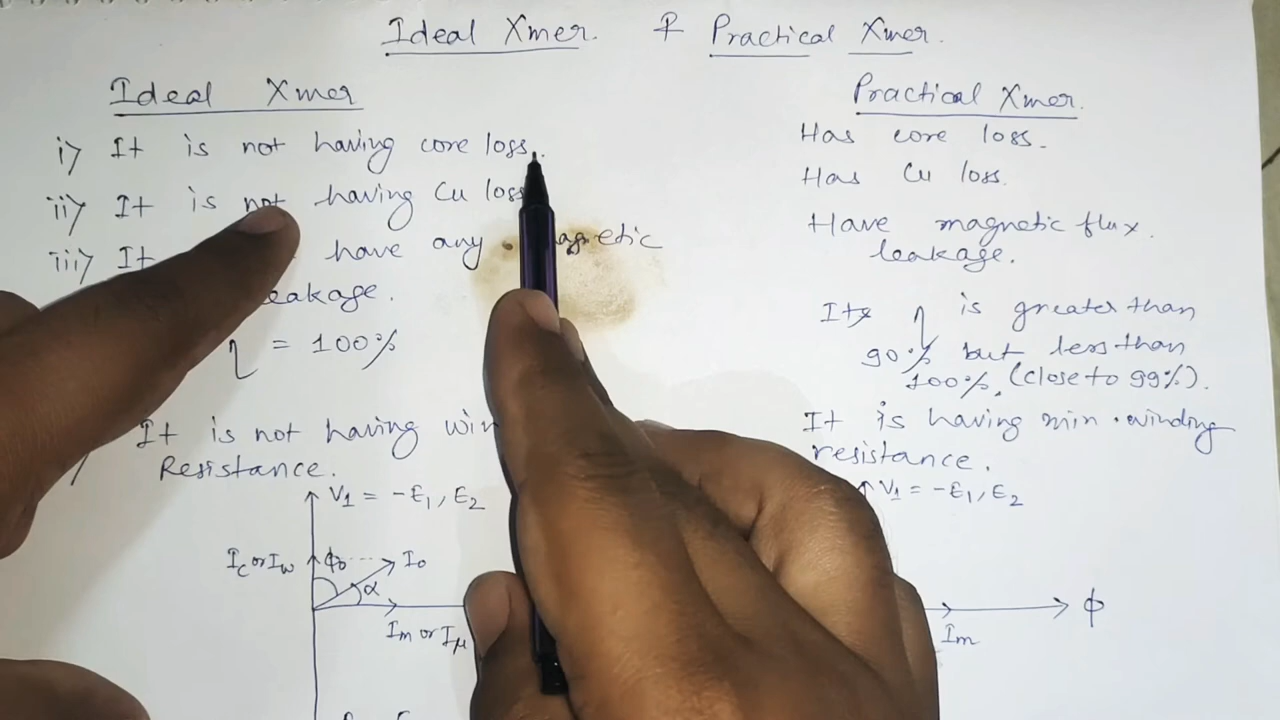 Ideal Xmer. & Practical Xmer.
Ideal Xmer
i) It is not having core loss.
ii) It is not having Cu loss
iii) It have any magnetic
leakage.
η = 100%
It is not having
Resistance.
V1 = -E1, E2
Ic or Iw ϕ0 I0
α
Im or Iμ
Practical Xmer.
Has core loss.
Has Cu loss.
Have magnetic flux.
leakage.
Its η is greater than
90% but less than
100%. (close to 99%).
It is having min. winding
resistance.
V1 = -E1, E2
ϕ
Im